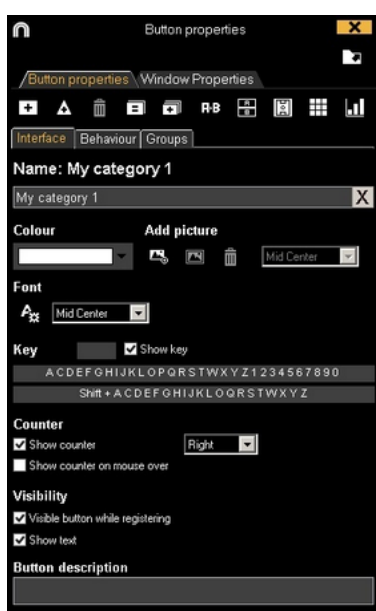 Button properties X
Button properties Window Properties
A-B
Interface Behaviour Groups
Name: My category 1
My category 1 X
Colour Add picture
Mid Center
Font
Mid Center
Key Show key
A C D E F G H I J K L O P Q R S T W X Y Z 1 2 3 4 5 6 7 8 9 0
Shift + A C D E F G H I J K L O Q R S T W X Y Z
Counter
Show counter Right
Show counter on mouse over
Visibility
Visible button while registering
Show text
Button description